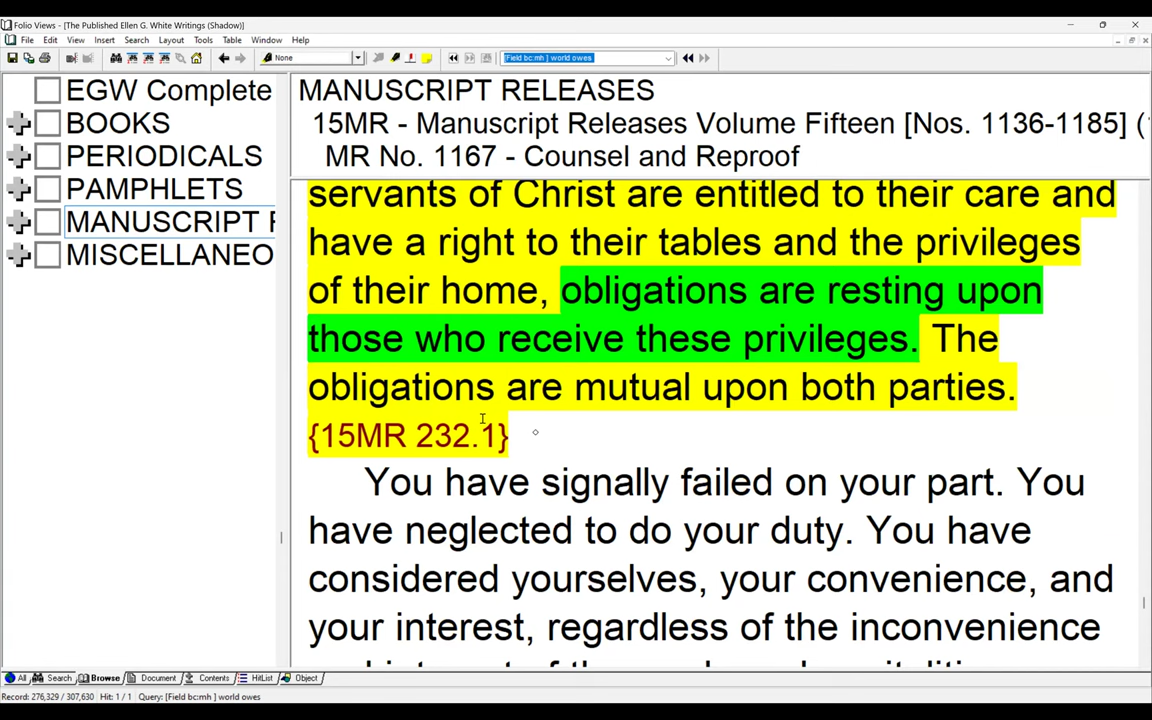 Folio Views - [The Published Ellen G. White Writings (Shadow)]
File Edit View Insert Search Layout Tools Table Window Help
None
[Field bc:mh ] world owes
EGW Complete
BOOKS
PERIODICALS
PAMPHLETS
MANUSCRIPT R
MISCELLANEO
MANUSCRIPT RELEASES
15MR - Manuscript Releases Volume Fifteen [Nos. 1136-1185] (
MR No. 1167 - Counsel and Reproof
servants of Christ are entitled to their care and
have a right to their tables and the privileges
of their home, obligations are resting upon
those who receive these privileges. The
obligations are mutual upon both parties.
{15MR 232.1}
You have signally failed on your part. You
have neglected to do your duty. You have
considered yourselves, your convenience, and
your interest, regardless of the inconvenience
All Search Browse Document Contents HitList Object
Record: 276,329 / 307,630 Hit: 1 / 1 Query: [Field bc:mh ] world owes